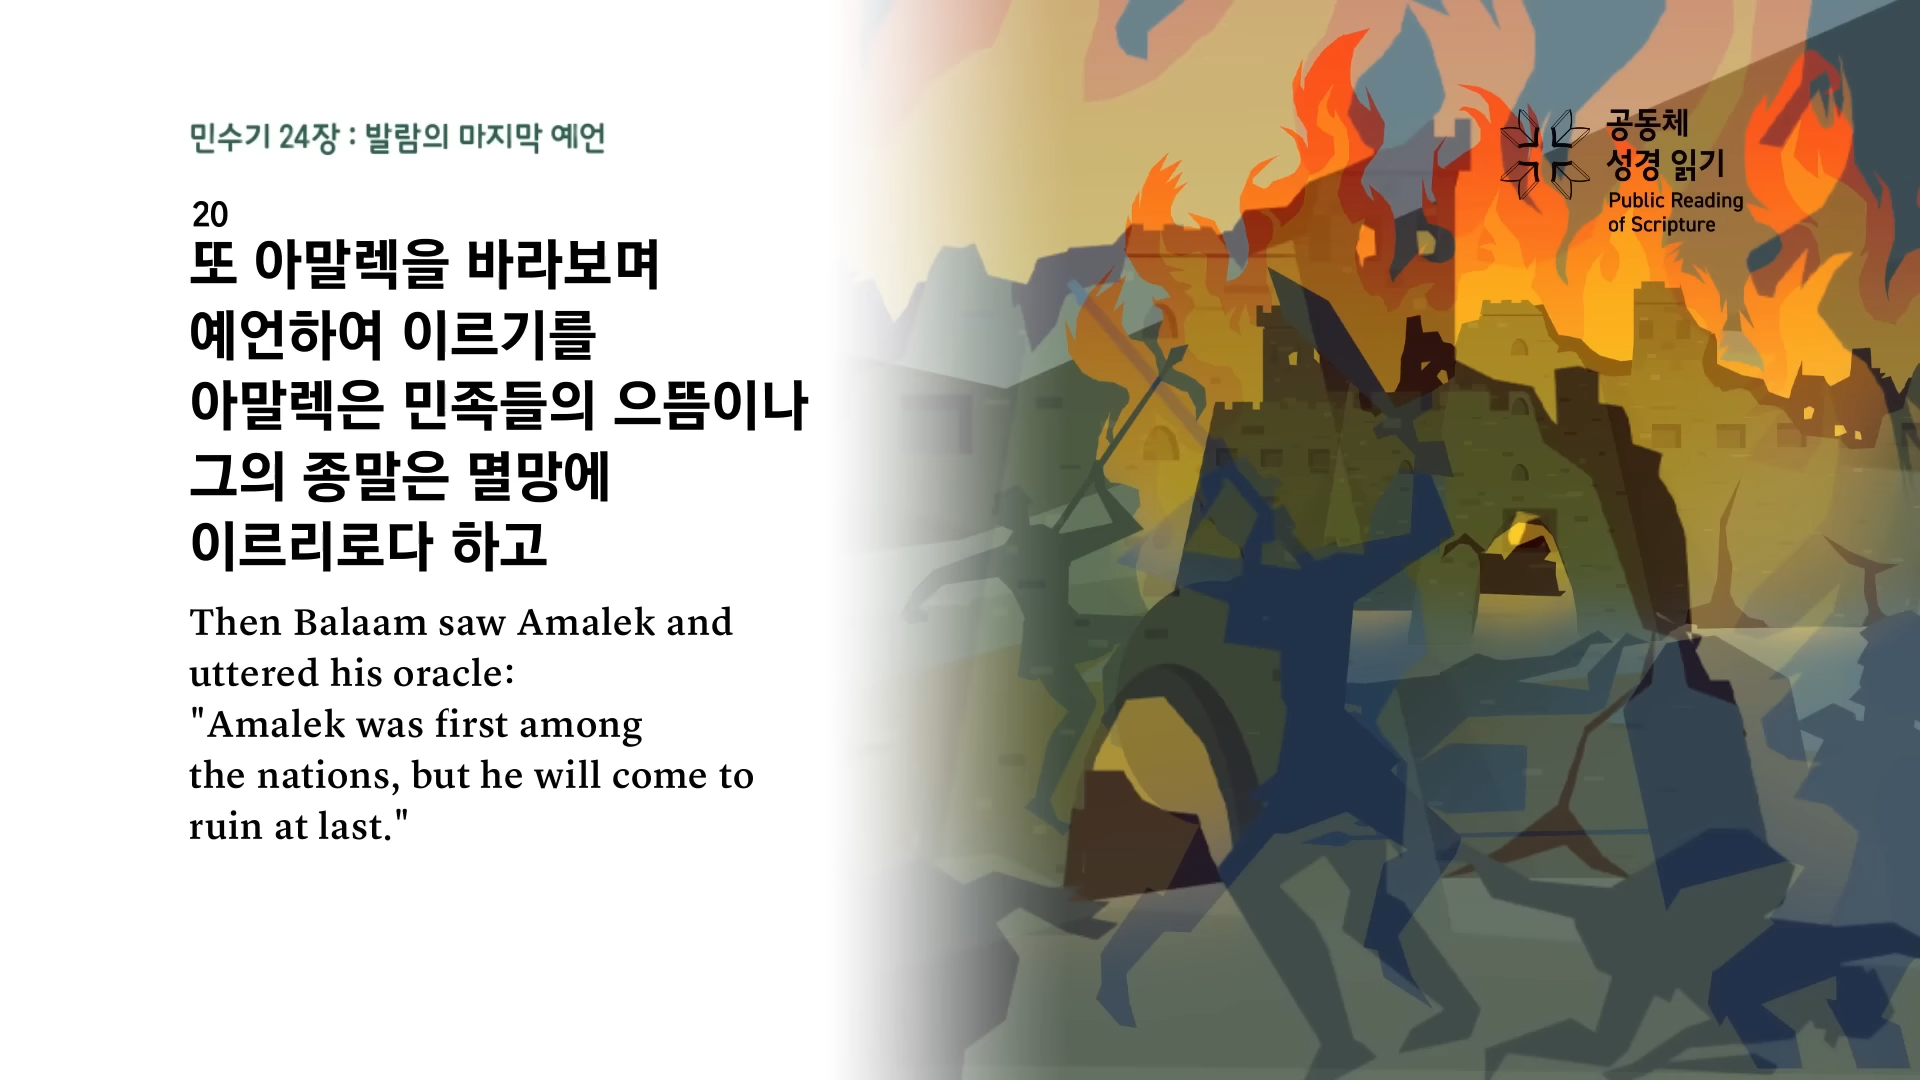 민수기 24장 : 발람의 마지막 예언
20
또 아말렉을 바라보며
예언하여 이르기를
아말렉은 민족들의 으뜸이나
그의 종말은 멸망에
이르리로다 하고
Then Balaam saw Amalek and
uttered his oracle:
"Amalek was first among
the nations, but he will come to
ruin at last."
공동체
성경 읽기
Public Reading
of Scripture